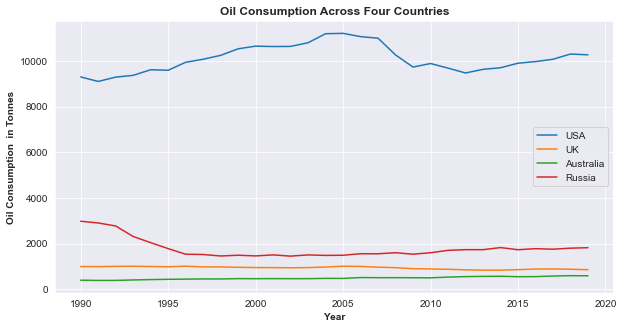 Oil Consumption Across Four Countries
Oil Consumption  in Tonnes
10000
8000
6000
4000
2000
0
USA
UK
Australia
Russia
1990 1995 2000 2005 2010 2015 2020
Year